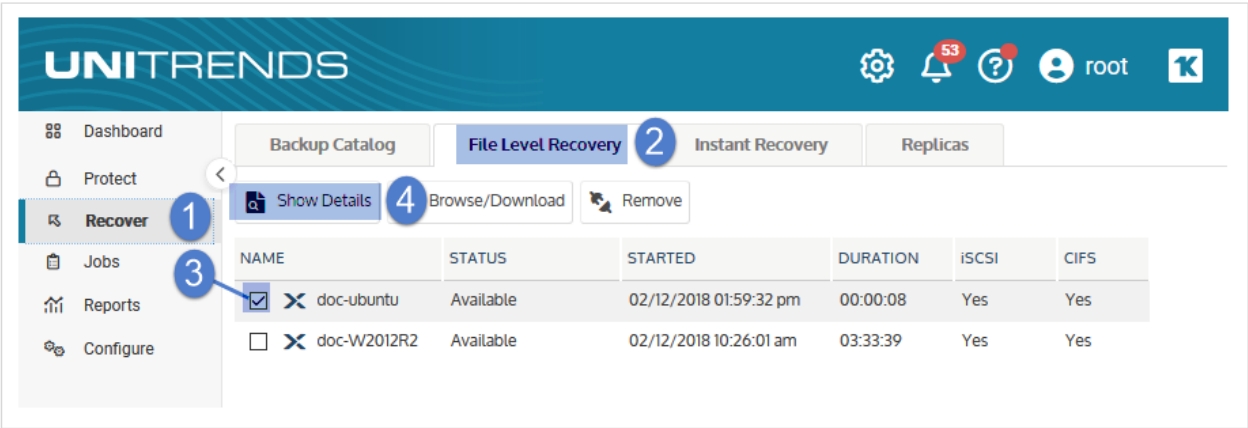 UNITRENDS
53
root
Dashboard
Protect
Recover 1
Jobs
Reports
Configure
Backup Catalog File Level Recovery 2 Instant Recovery Replicas
Show Details 4 Browse/Download Remove
NAME STATUS STARTED DURATION iSCSI CIFS
3
doc-ubuntu Available 02/12/2018 01:59:32 pm 00:00:08 Yes Yes
doc-W2012R2 Available 02/12/2018 10:26:01 am 03:33:39 Yes Yes